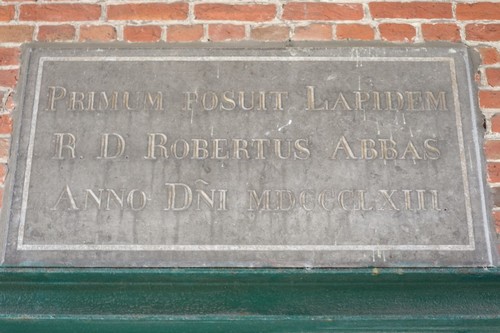 Primum posuit Lapidem
R. D. Robertus Abbas
Anno Dñi MDCCCLXIII